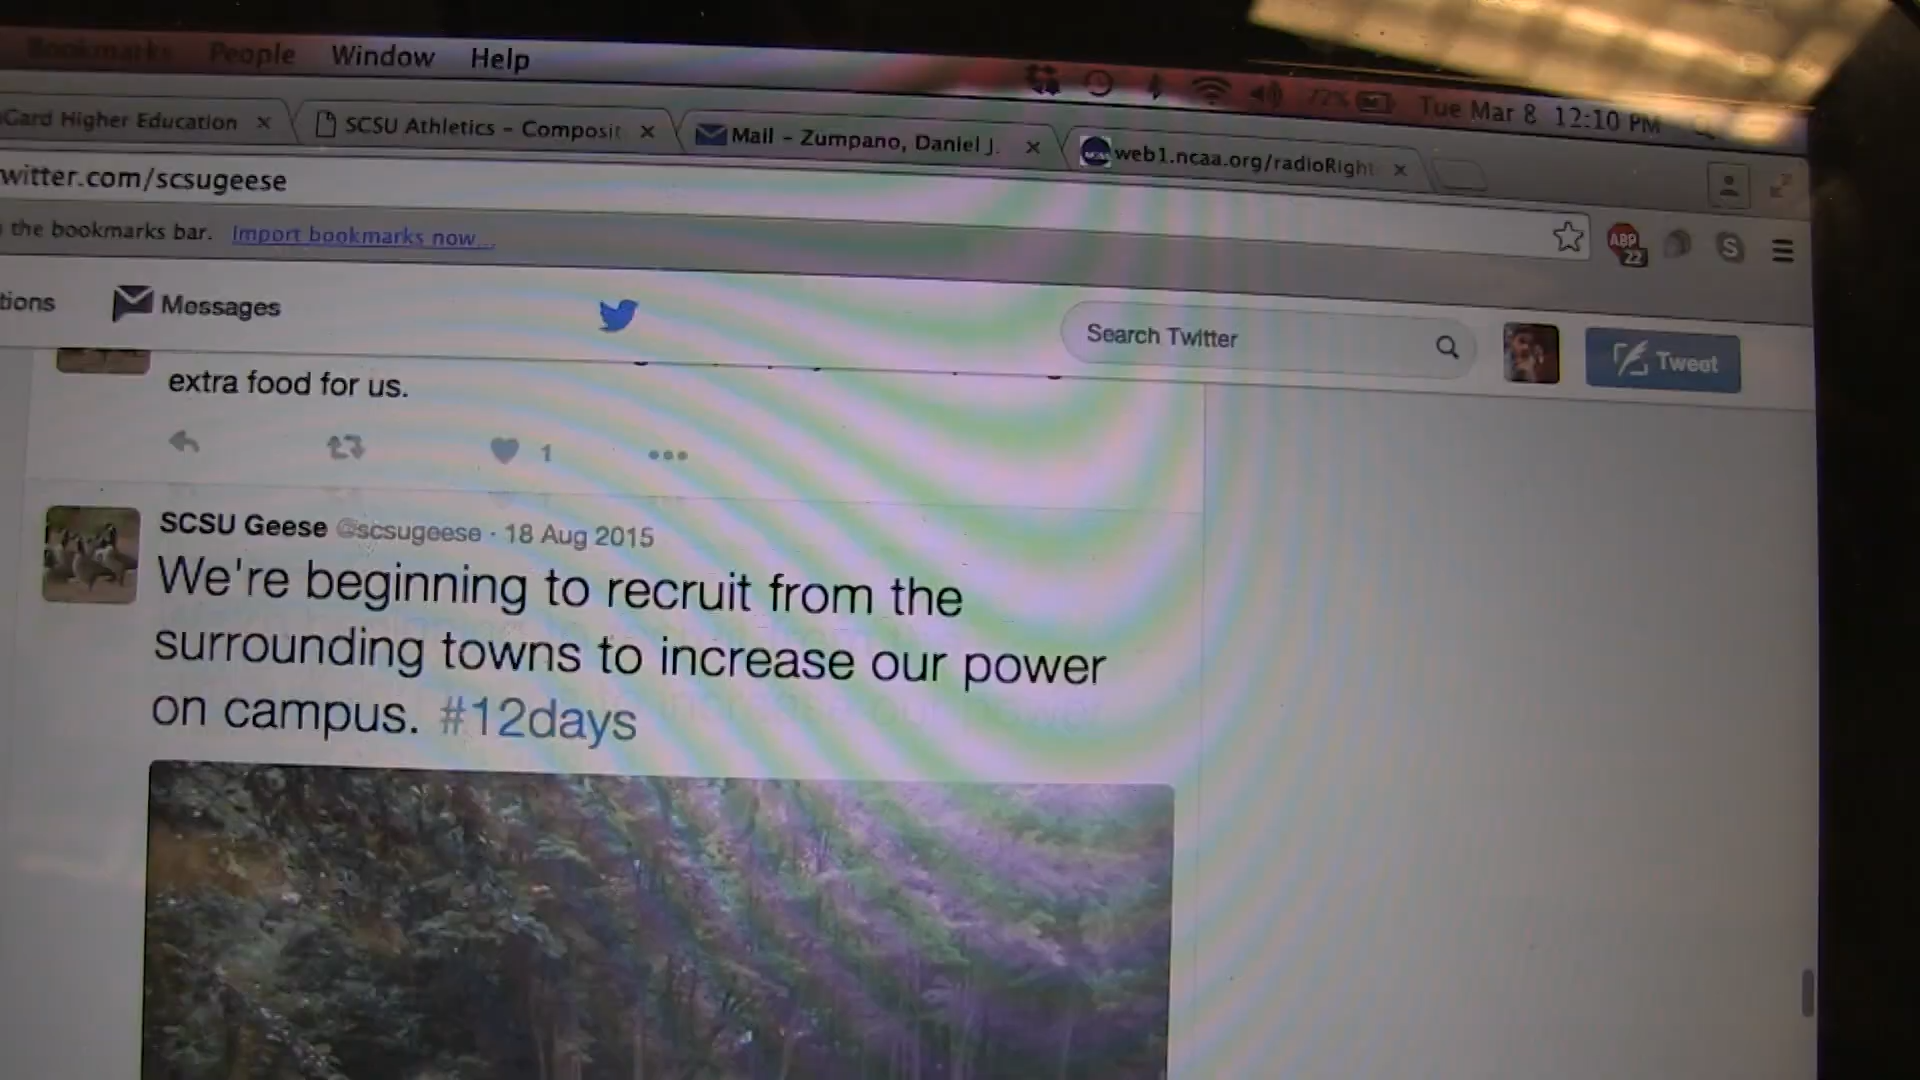 Bookmarks People Window Help
72% Tue Mar 8 12:10 PM
Card Higher Education × SCSU Athletics - Composit × Mail - Zumpano, Daniel J. × web1.ncaa.org/radioRight ×
witter.com/scsugeese
the bookmarks bar. Import bookmarks now...
ABP 22 S
tions Messages Search Twitter Tweet
extra food for us.
1
SCSU Geese @scsugeese · 18 Aug 2015
We're beginning to recruit from the
surrounding towns to increase our power
on campus. #12days